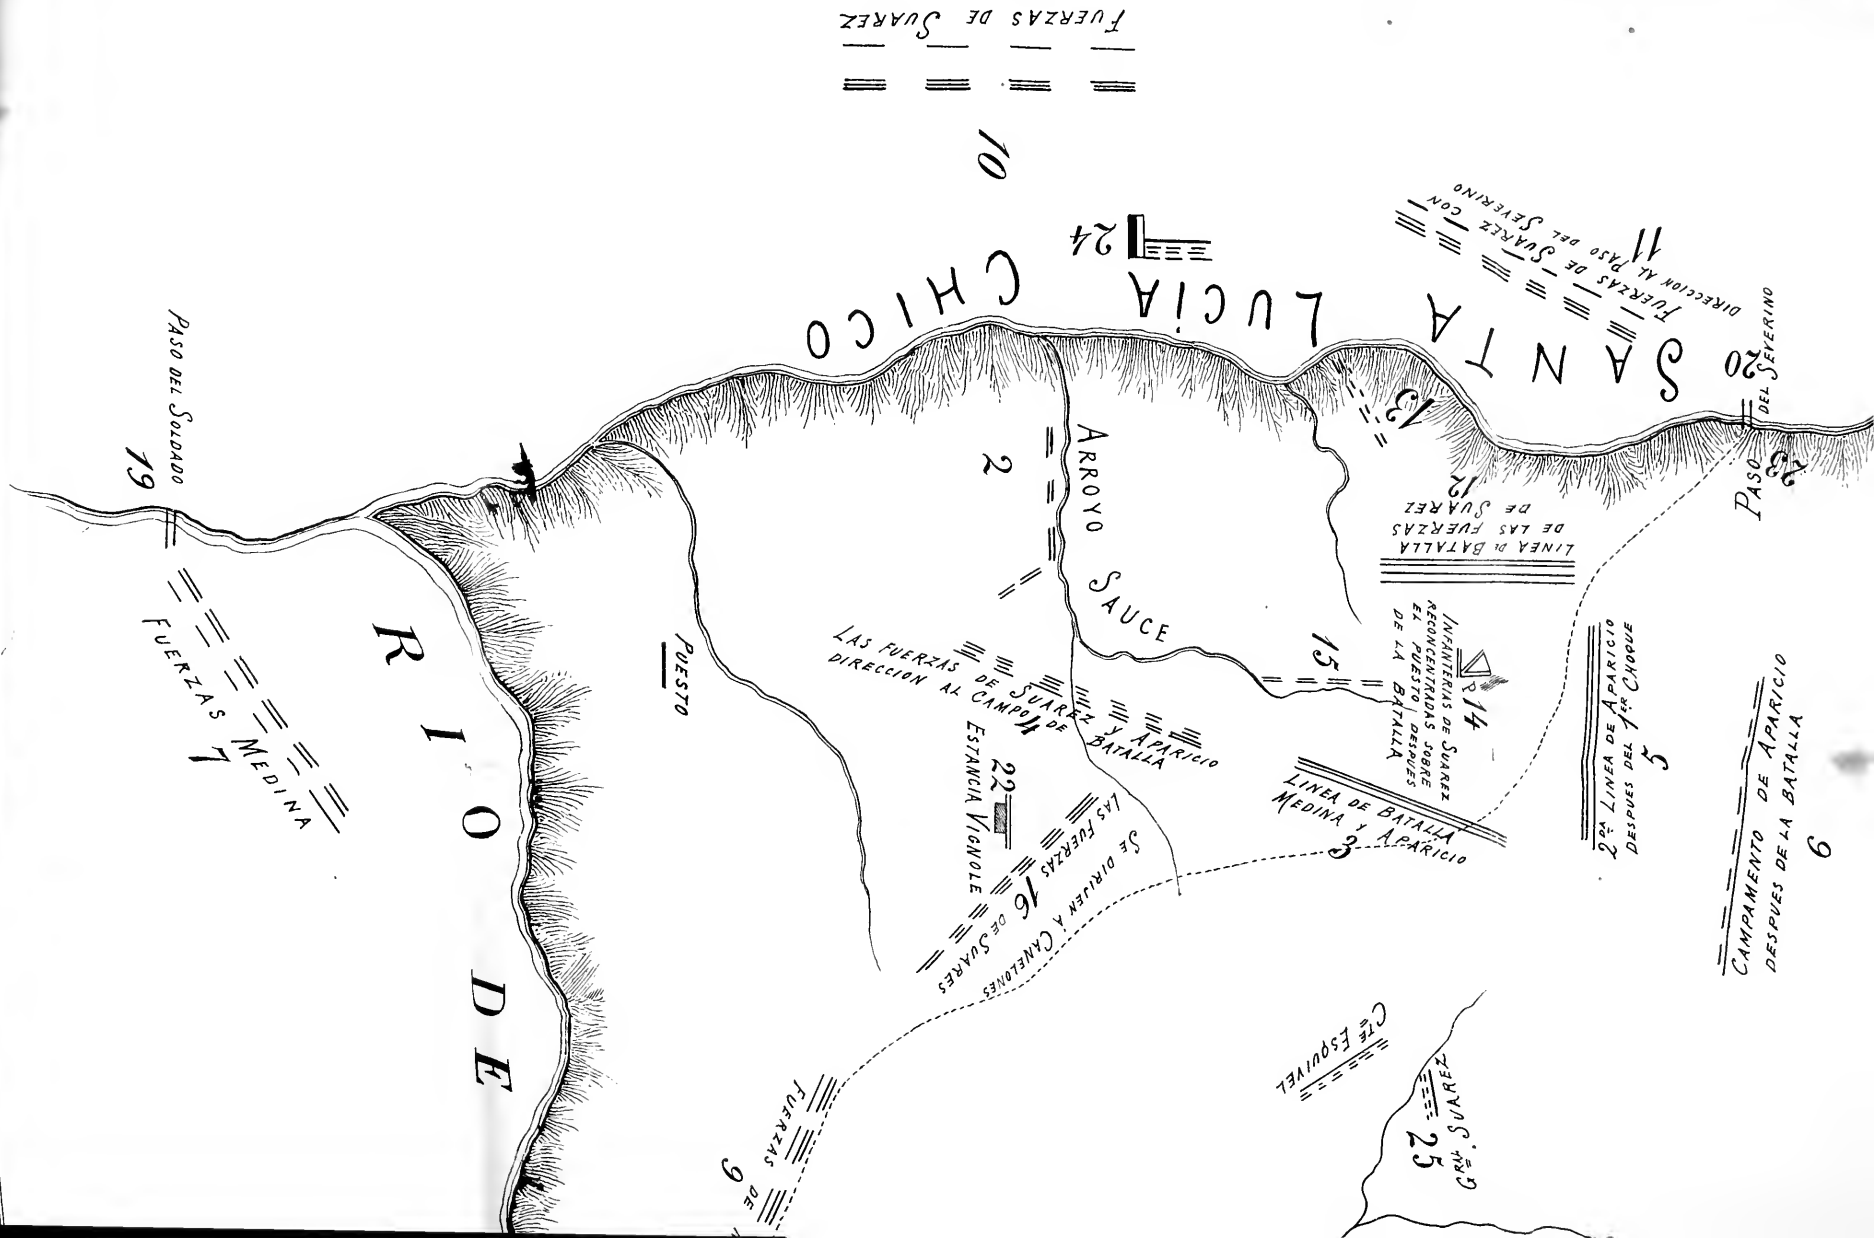 FUERZAS DE SUAREZ
10
24
SANTA LUCÍA CHICO
FUERZAS DE SUAREZ CON
DIRECCION AL PASO DEL SEVERINO
11
20
PASO DEL SEVERINO
23
13
12
LINEA DE BATALLA
DE LAS FUERZAS
DE SUAREZ
PASO DEL SOLDADO
19
FUERZAS MEDINA
7
RIO DE
PUESTO
2
ARROYO SAUCE
LAS FUERZAS DE SUAREZ Y APARICIO
DIRECCION AL CAMPO DE BATALLA
4
15
INFANTERIAS DE SUAREZ
RECONCENTRADAS SOBRE
EL PUESTO DESPUES
DE LA BATALLA
P
14
LINEA DE BATALLA
MEDINA Y APARICIO
3
2DA LINEA DE APARICIO
DESPUES DEL 1ER CHOQUE
5
CAMPAMENTO DE APARICIO
DESPUES DE LA BATALLA
6
22
ESTANCIA VIGNOLE
LAS FUERZAS DE SUARES
16
SE DIRIJEN Á CANELONES
FUERZAS DE
9
CTE ESQUIVEL
GRAL SUAREZ
25